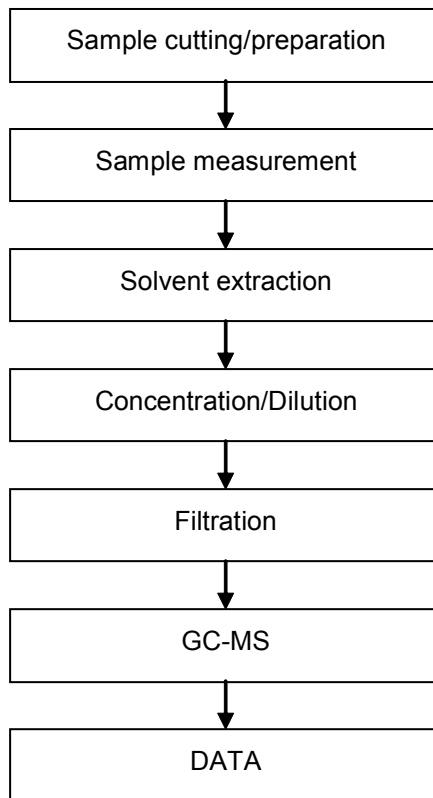 Sample cutting/preparation
Sample measurement
Solvent extraction
Concentration/Dilution
Filtration
GC-MS
DATA